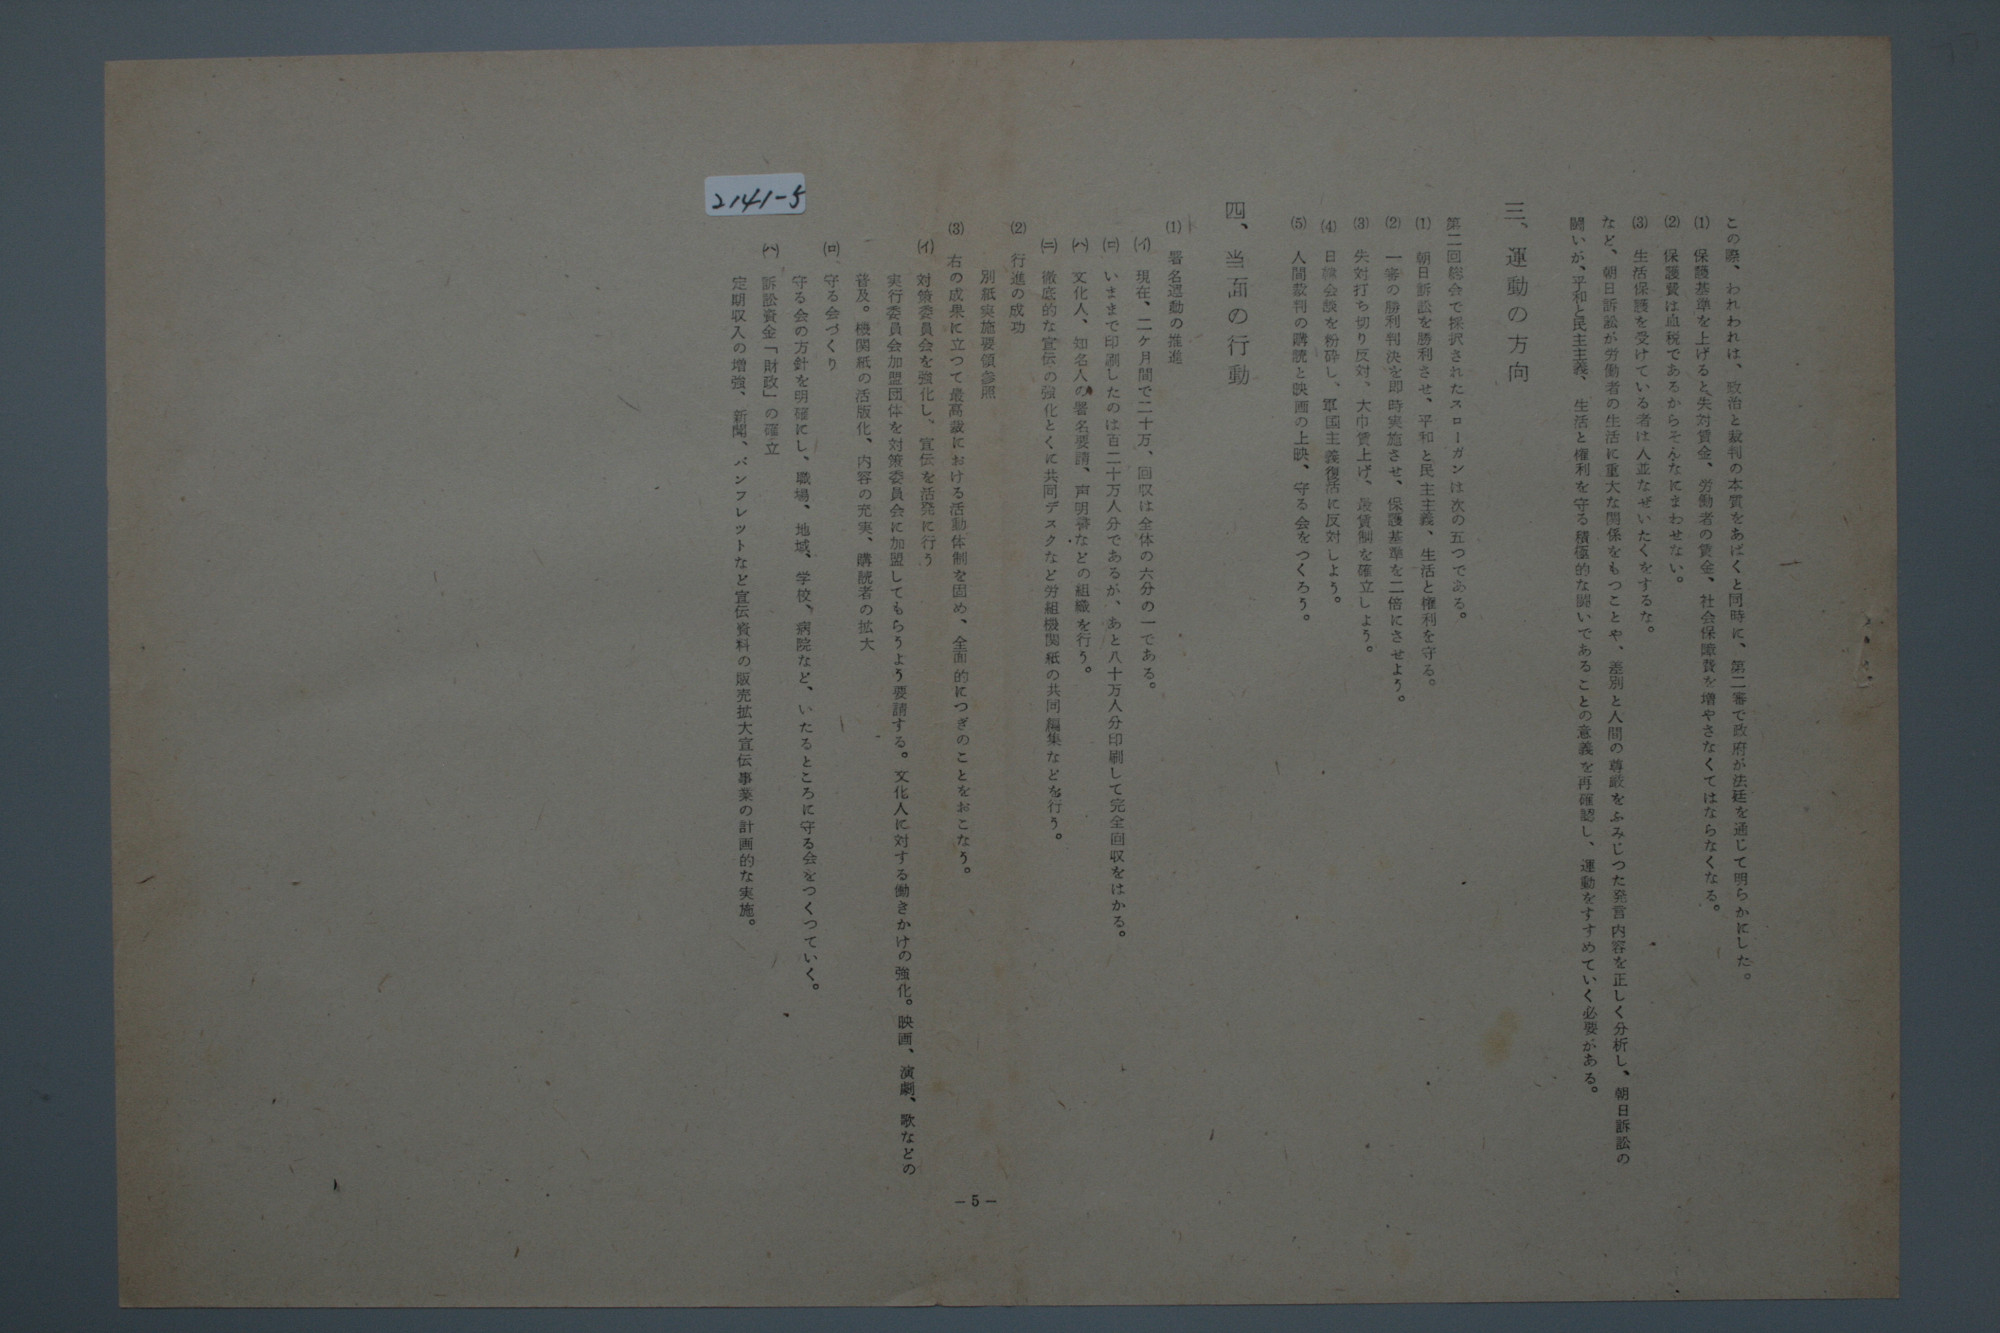 この際、われわれは、政治と裁判の本質をあばくと同時に、第二審で政府が法廷を通じて明らかにした。
(1) 保護基準を上げると失対賃金、労働者の賃金、社会保障費を増やさなくてはならなくなる。
(2) 保護費は血税であるからそんなにまわせない。
(3) 生活保護を受けている者は人並なぜいたくをするな。
など、朝日訴訟が労働者の生活に重大な関係をもつことや、差別と人間の尊厳をふみじつた発言内容を正しく分析し、朝日訴訟の
闘いが、平和と民主主義、生活と権利を守る積極的な闘いであることの意義を再確認し、運動をすすめていく必要がある。
三、運動の方向
第二回総会で採択されたスローガンは次の五つである。
(1) 朝日訴訟を勝利させ、平和と民主主義、生活と権利を守る。
(2) 一審の勝利判決を即時実施させ、保護基準を二倍にさせよう。
(3) 失対打ち切り反対、大巾賃上げ、最賃制を確立しよう。
(4) 日韓会談を粉砕し、軍国主義復活に反対しよう。
(5) 人間裁判の購読と映画の上映、守る会をつくろう。
四、当面の行動
(1) 署名運動の推進
(イ) 現在、二ケ月間で二十万、回収は全体の六分の一である。
(ロ) いままで印刷したのは百二十万人分であるが、あと八十万人分印刷して完全回収をはかる。
(ハ) 文化人、知名人の署名要請、声明書などの組織を行う。
(ニ) 徹底的な宣伝の強化とくに共同デスクなど労組機関紙の共同編集などを行う。
(2) 行進の成功
別紙実施要領参照
(3) 右の成果に立つて最高裁における活動体制を固め、全面的につぎのことをおこなう。
(イ) 対策委員会を強化し、宣伝を活発に行う
実行委員会加盟団体を対策委員会に加盟してもらうよう要請する。文化人に対する働きかけの強化。映画、演劇、歌などの
普及。機関紙の活版化、内容の充実、購読者の拡大
(ロ) 守る会づくり
守る会の方針を明確にし、職場、地域、学校、病院など、いたるところに守る会をつくつていく。
(ハ) 訴訟資金「財政」の確立
定期収入の増強、新聞、パンフレツトなど宣伝資料の販売拡大宣伝事業の計画的な実施。
2141-5
— 5 —